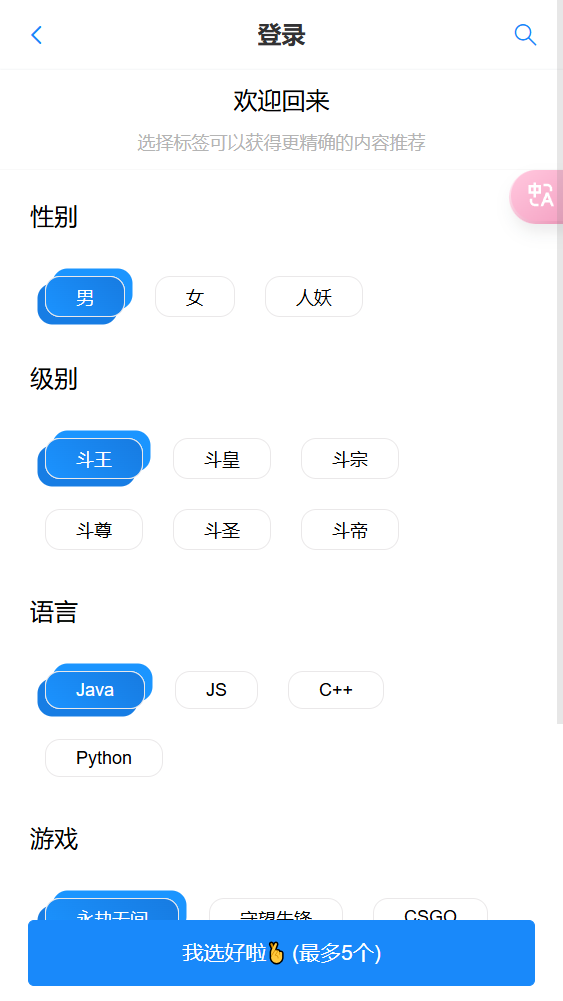 登录
欢迎回来
选择标签可以获得更精确的内容推荐
中A
性别
男 女 人妖
级别
斗王 斗皇 斗宗
斗尊 斗圣 斗帝
语言
Java JS C++
Python
游戏
永劫无间 守望先锋 CSGO
我选好啦🫰 (最多5个)